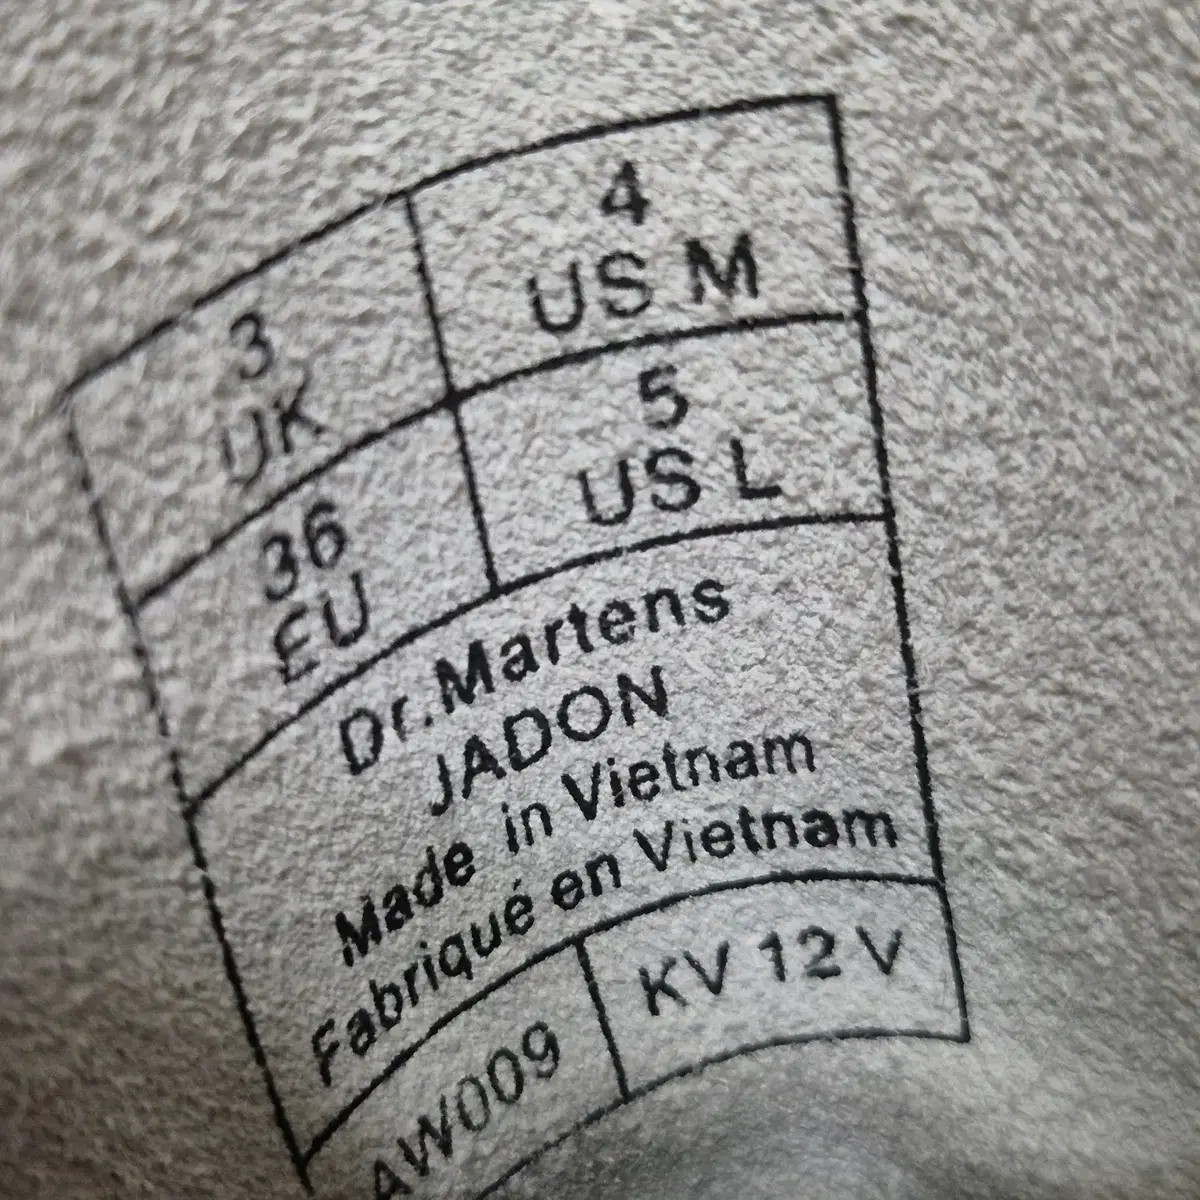 3
UK
4
US M
36
EU
5
US L
Dr.Martens
JADON
Made in Vietnam
Fabriqué en Vietnam
AW009
KV 12 V